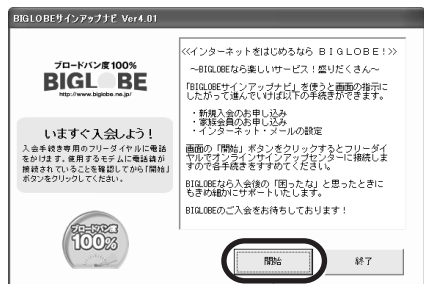 BIGLOBEサインアップナビ Ver4.01
ブロードバン度100%
BIGLOBE
http://www.biglobe.ne.jp/
いますぐ入会しよう！
入会手続き専用のフリーダイヤルに電話
をかけます。使用するモデムに電話線が
接続されていることを確認してから「開始」
ボタンをクリックしてください。
ブロードバン度
100%
<<インターネットをはじめるなら BIGLOBE!>>
～BIGLOBEなら楽しいサービス！盛りだくさん～
「BIGLOBEサインアップナビ」を使うと画面の指示に
したがって進んでいけば以下の手続きができます。
・新規入会のお申し込み
・家族会員のお申し込み
・インターネット・メールの設定
画面の「開始」ボタンをクリックするとフリーダイ
ヤルでオンラインサインアップセンターに接続しま
すので各手続きをすすめてください。
BIGLOBEなら入会後の「困ったな」と思ったときに
もきめ細かにサポートいたします。
BIGLOBEのご入会をお待ちしております！
開始
終了